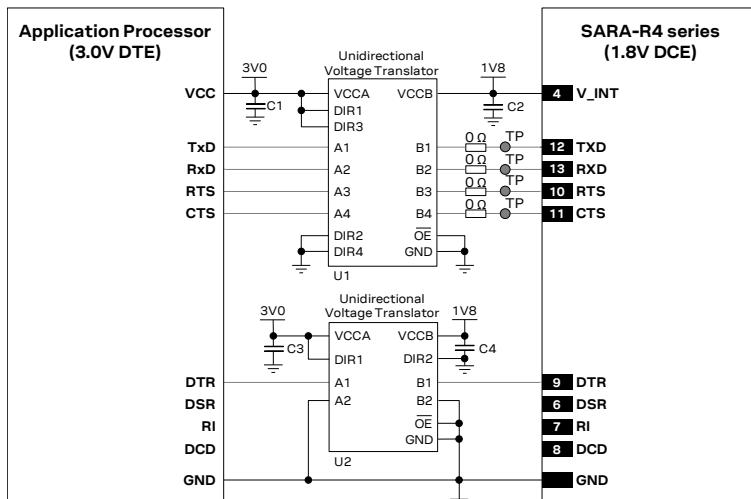 Application Processor
(3.0V DTE)
SARA-R4 series
(1.8V DCE)
Unidirectional
Voltage Translator
3V0
1V8
VCC
VCCA
VCCB
4 V_INT
C1
DIR1
C2
DIR3
TxD
A1
B1
0 Ω
TP
12 TXD
RxD
A2
B2
0 Ω
TP
13 RXD
RTS
A3
B3
0 Ω
TP
10 RTS
CTS
A4
B4
0 Ω
TP
11 CTS
DIR2
OE
DIR4
GND
U1
Unidirectional
Voltage Translator
3V0
1V8
VCCA
VCCB
C3
DIR1
DIR2
C4
DTR
A1
B1
9 DTR
DSR
A2
B2
6 DSR
RI
OE
7 RI
GND
DCD
8 DCD
U2
GND
GND